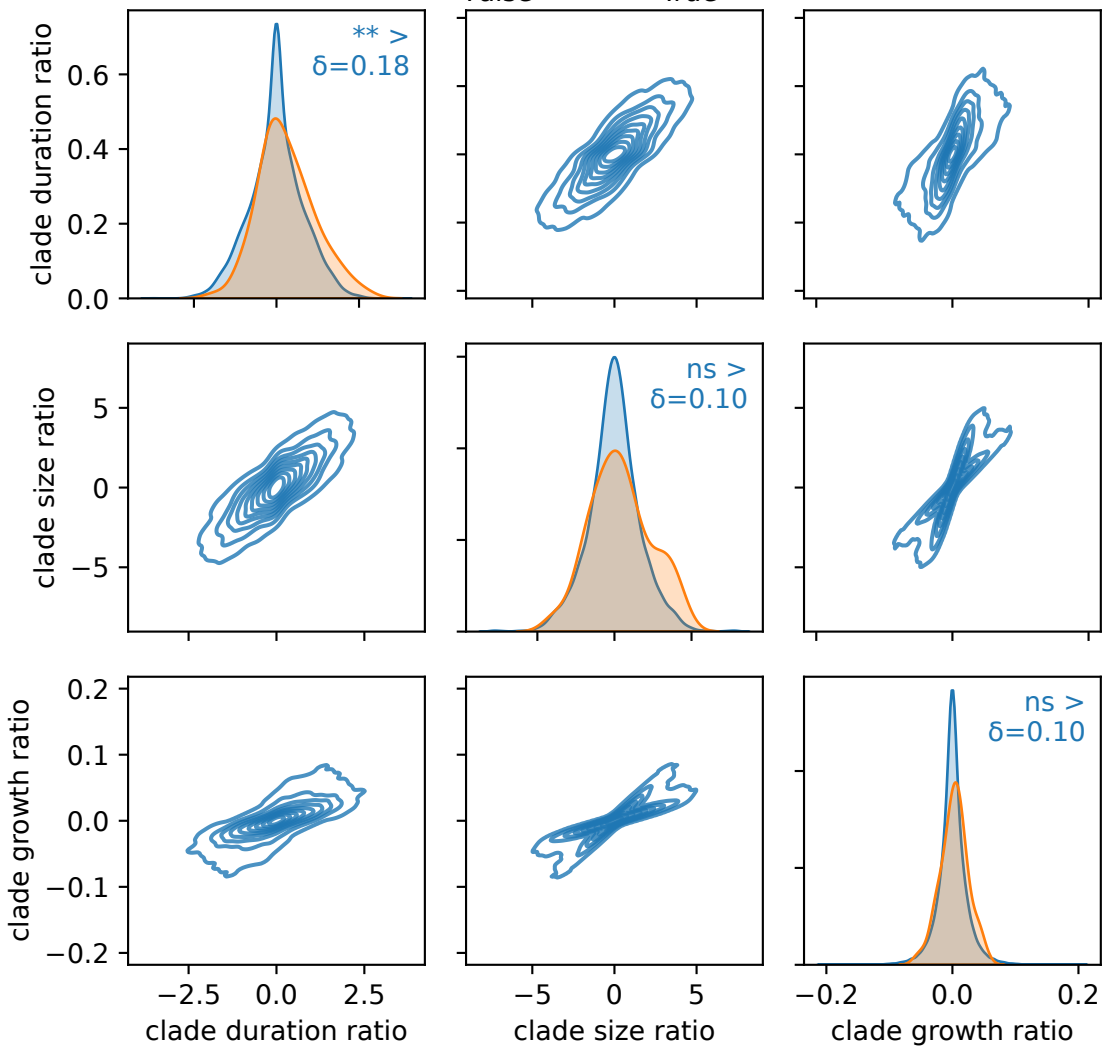 clade duration ratio
0.6
0.4
0.2
0.0
** >
δ=0.18
clade size ratio
5
0
−5
ns >
δ=0.10
clade growth ratio
0.2
0.1
0.0
−0.1
−0.2
ns >
δ=0.10
−2.5 0.0 2.5
−5 0 5
−0.2 0.0 0.2
clade duration ratio
clade size ratio
clade growth ratio